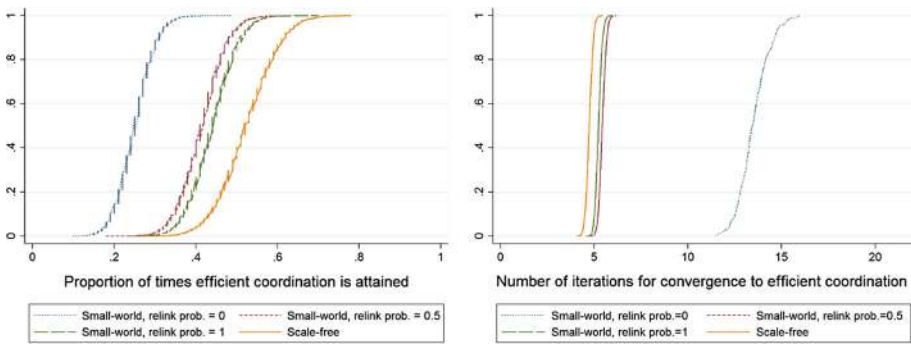 1
.8
.6
.4
.2
0
0 .2 .4 .6 .8 1
Proportion of times efficient coordination is attained
Small-world, relink prob. = 0 Small-world, relink prob. = 0.5
Small-world, relink prob. = 1 Scale-free
1
.8
.6
.4
.2
0
0 5 10 15 20
Number of iterations for convergence to efficient coordination
Small-world, relink prob.=0 Small-world, relink prob.=0.5
Small-world, relink prob.=1 Scale-free